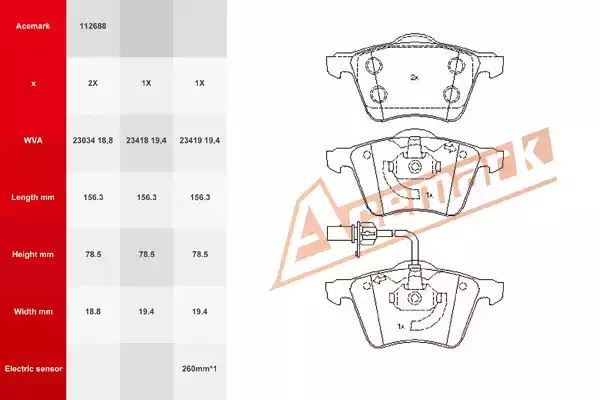 Acemark 112688
x 2X 1X 1X
WVA 23034 18,8 23418 19,4 23419 19,4
Length mm 156.3 156.3 156.3
Height mm 78.5 78.5 78.5
Width mm 18.8 19.4 19.4
Electric sensor 260mm*1
2x
1x
1x
Acemark